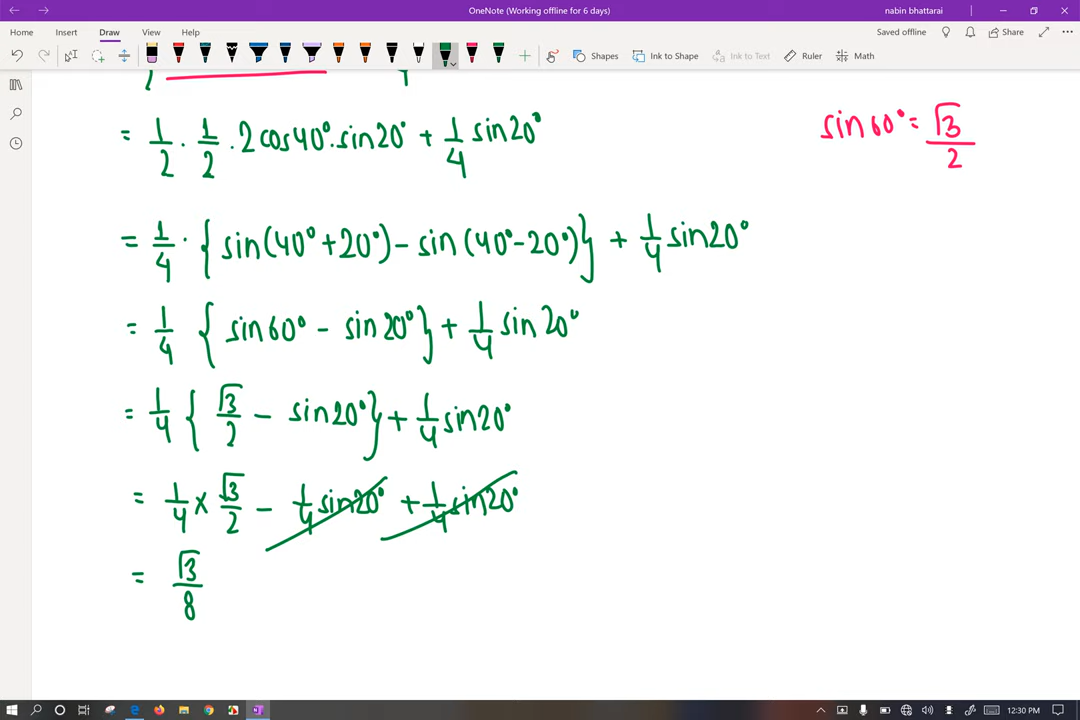 OneNote (Working offline for 6 days)
nabin bhattarai
Home Insert Draw View Help
Saved offline Share
Shapes Ink to Shape Ink to Text Ruler Math
= 1/2 · 1/2 · 2cos40°·sin20° + 1/4 sin20°
sin60° = √3/2
= 1/4 · {sin(40°+20°) - sin(40°-20°)} + 1/4 sin20°
= 1/4 {sin60° - sin20°} + 1/4 sin20°
= 1/4 {√3/2 - sin20°} + 1/4 sin20°
= 1/4 × √3/2 - 1/4 sin20° + 1/4 sin20°
= √3/8
12:30 PM